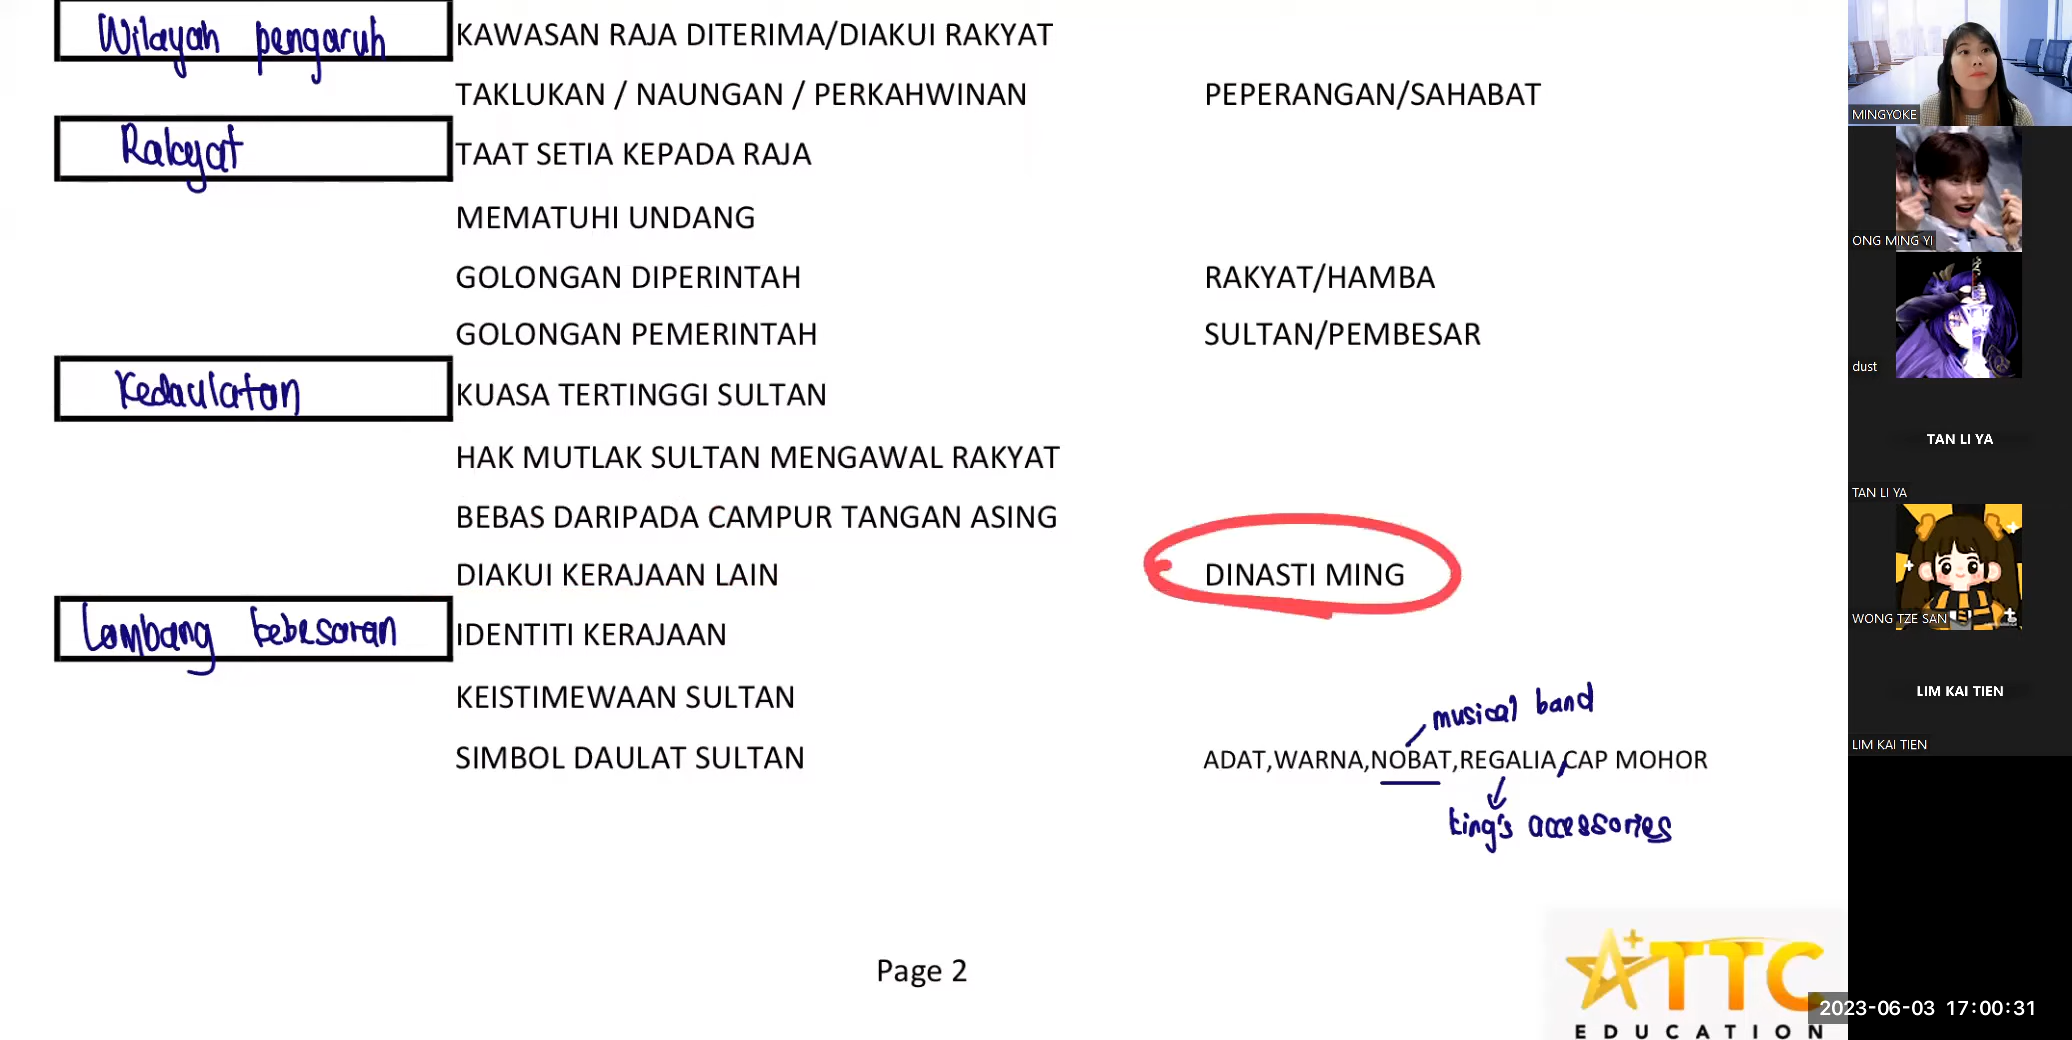 Wilayah pengaruh KAWASAN RAJA DITERIMA/DIAKUI RAKYAT
TAKLUKAN / NAUNGAN / PERKAHWINAN PEPERANGAN/SAHABAT
Rakyat TAAT SETIA KEPADA RAJA
MEMATUHI UNDANG
GOLONGAN DIPERINTAH RAKYAT/HAMBA
GOLONGAN PEMERINTAH SULTAN/PEMBESAR
Kedaulatan KUASA TERTINGGI SULTAN
HAK MUTLAK SULTAN MENGAWAL RAKYAT
BEBAS DARIPADA CAMPUR TANGAN ASING
DIAKUI KERAJAAN LAIN DINASTI MING
Lambang kebesaran IDENTITI KERAJAAN
KEISTIMEWAAN SULTAN
musical band
SIMBOL DAULAT SULTAN ADAT,WARNA,NOBAT,REGALIA,CAP MOHOR
king's accessories
Page 2
A+TTC
EDUCATION
MINGYOKE
ONG MING YI
dust
TAN LI YA
TAN LI YA
WONG TZE SAN
LIM KAI TIEN
LIM KAI TIEN
2023-06-03 17:00:31